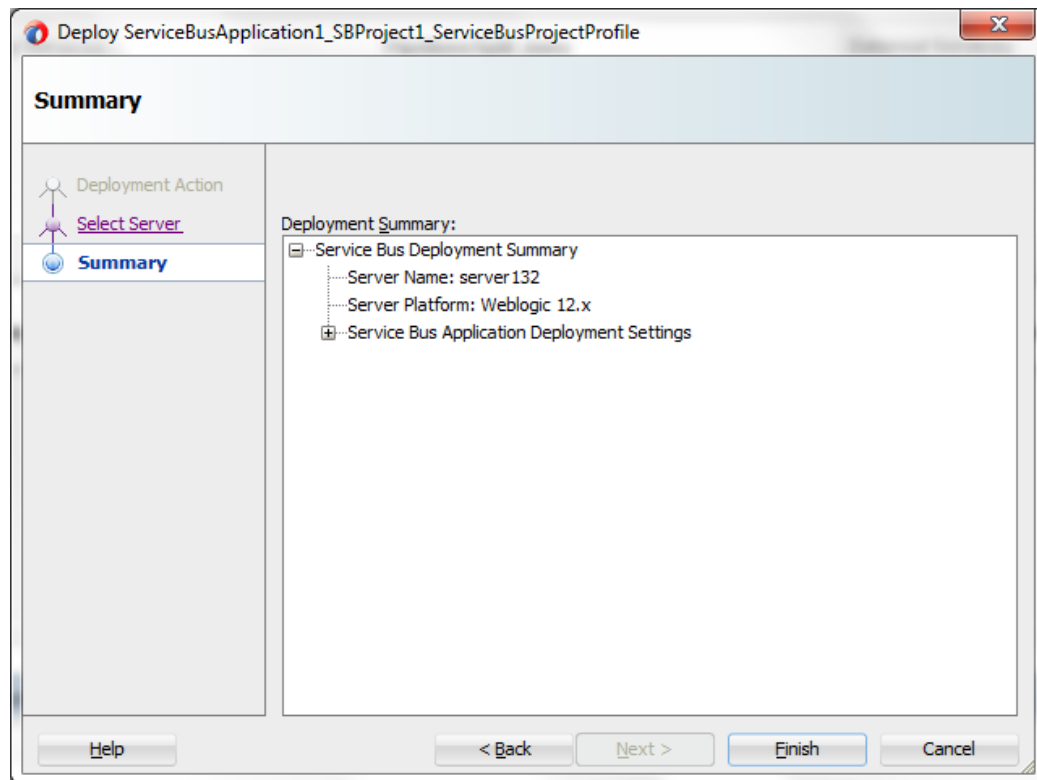 Deploy ServiceBusApplication1_SBProject1_ServiceBusProjectProfile
X
Summary
Deployment Action
Select Server
Summary
Deployment Summary:
Service Bus Deployment Summary
Server Name: server132
Server Platform: Weblogic 12.x
Service Bus Application Deployment Settings
Help
< Back
Next >
Finish
Cancel